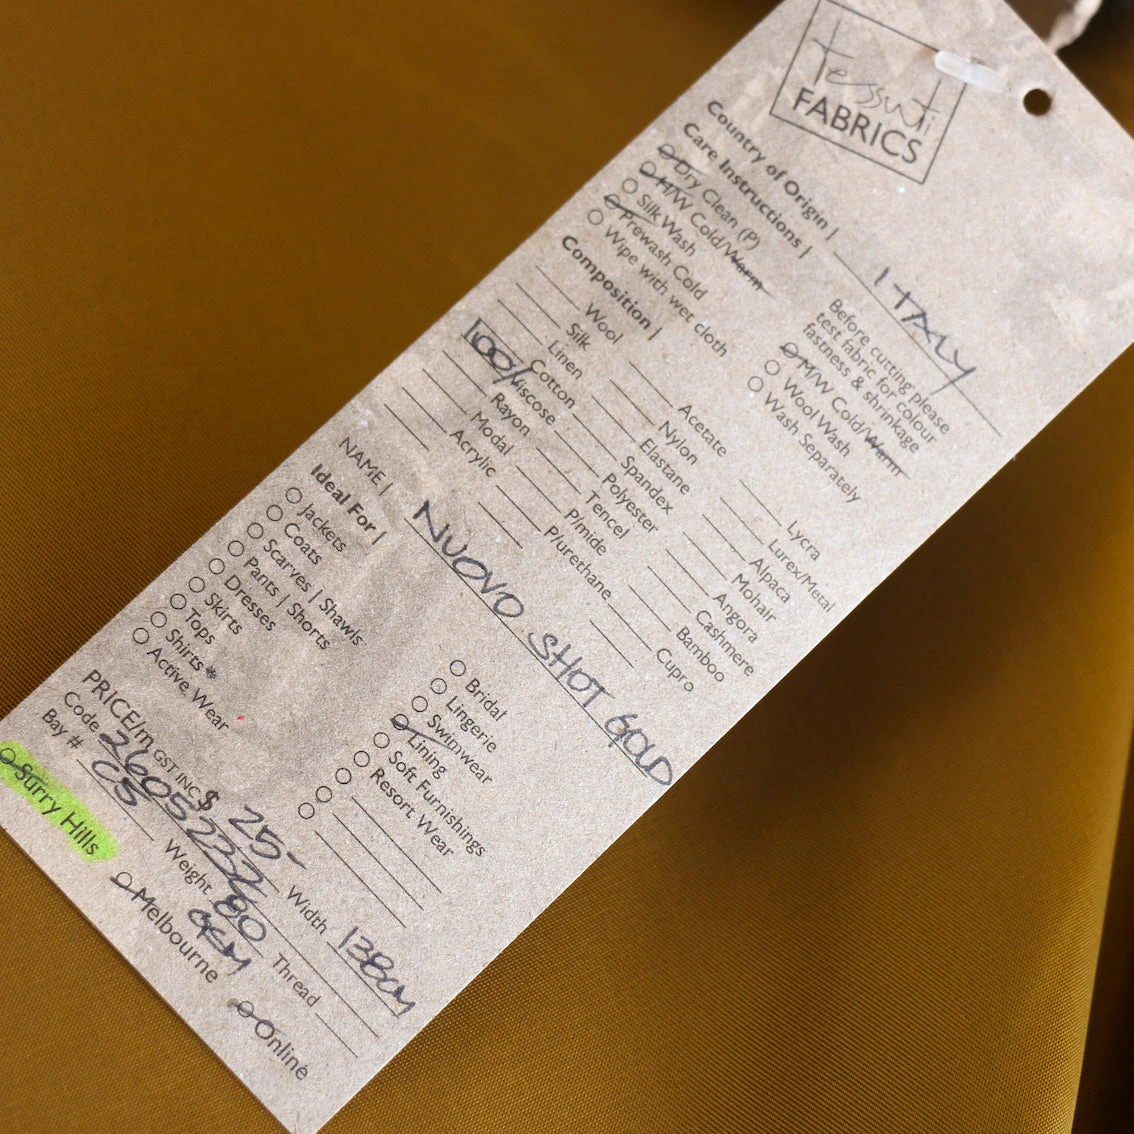 tessuti
FABRICS
Country of Origin | ITALY
Care Instructions |
Dry Clean (P)
H/W Cold/Warm
Silk Wash
Prewash Cold
Wipe with wet cloth
Before cutting please
test fabric for colour
fastness & shrinkage
M/W Cold/Warm
Wool Wash
Wash Separately
Composition |
Wool
Silk
Linen
Cotton
100% Viscose
Rayon
Modal
Acrylic
Acetate
Nylon
Elastane
Spandex
Polyester
Tencel
P/mide
P/urethane
Lycra
Lurex/Metal
Alpaca
Mohair
Angora
Cashmere
Bamboo
Cupro
NAME | NUOVO SHOT GOLD
Ideal For |
Jackets
Coats
Scarves | Shawls
Pants | Shorts
Dresses
Skirts
Tops
Shirts
Active Wear
Bridal
Lingerie
Swimwear
Lining
Soft Furnishings
Resort Wear
PRICE/m GST INC $ 25-
Width 138cm
Code 2605222
Bay # CS
Weight 80
Thread
Surry Hills
Melbourne
Online